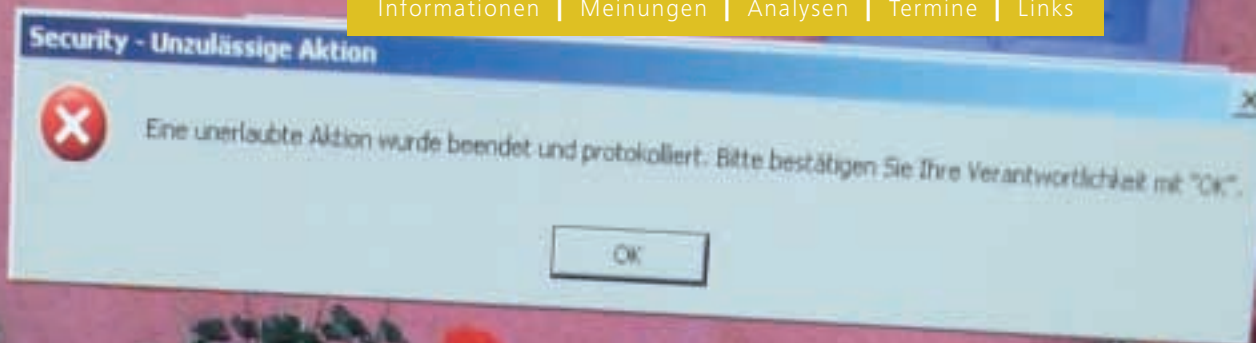 Informationen | Meinungen | Analysen | Termine | Links
Security - Unzulässige Aktion
Eine unerlaubte Aktion wurde beendet und protokolliert. Bitte bestätigen Sie Ihre Verantwortlichkeit mit "OK".
OK